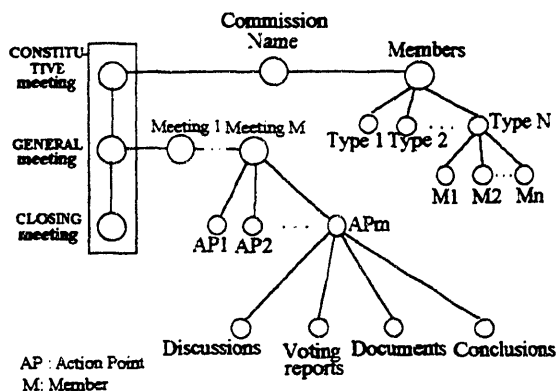 Commission
Name
Members
CONSTITU-
TIVE
meeting
Type 1
Type 2
Type N
GENERAL
meeting
Meeting 1
Meeting M
M1
M2
Mn
CLOSING
meeting
AP1
AP2
APm
Discussions
Voting
reports
Documents
Conclusions
AP : Action Point
M: Member